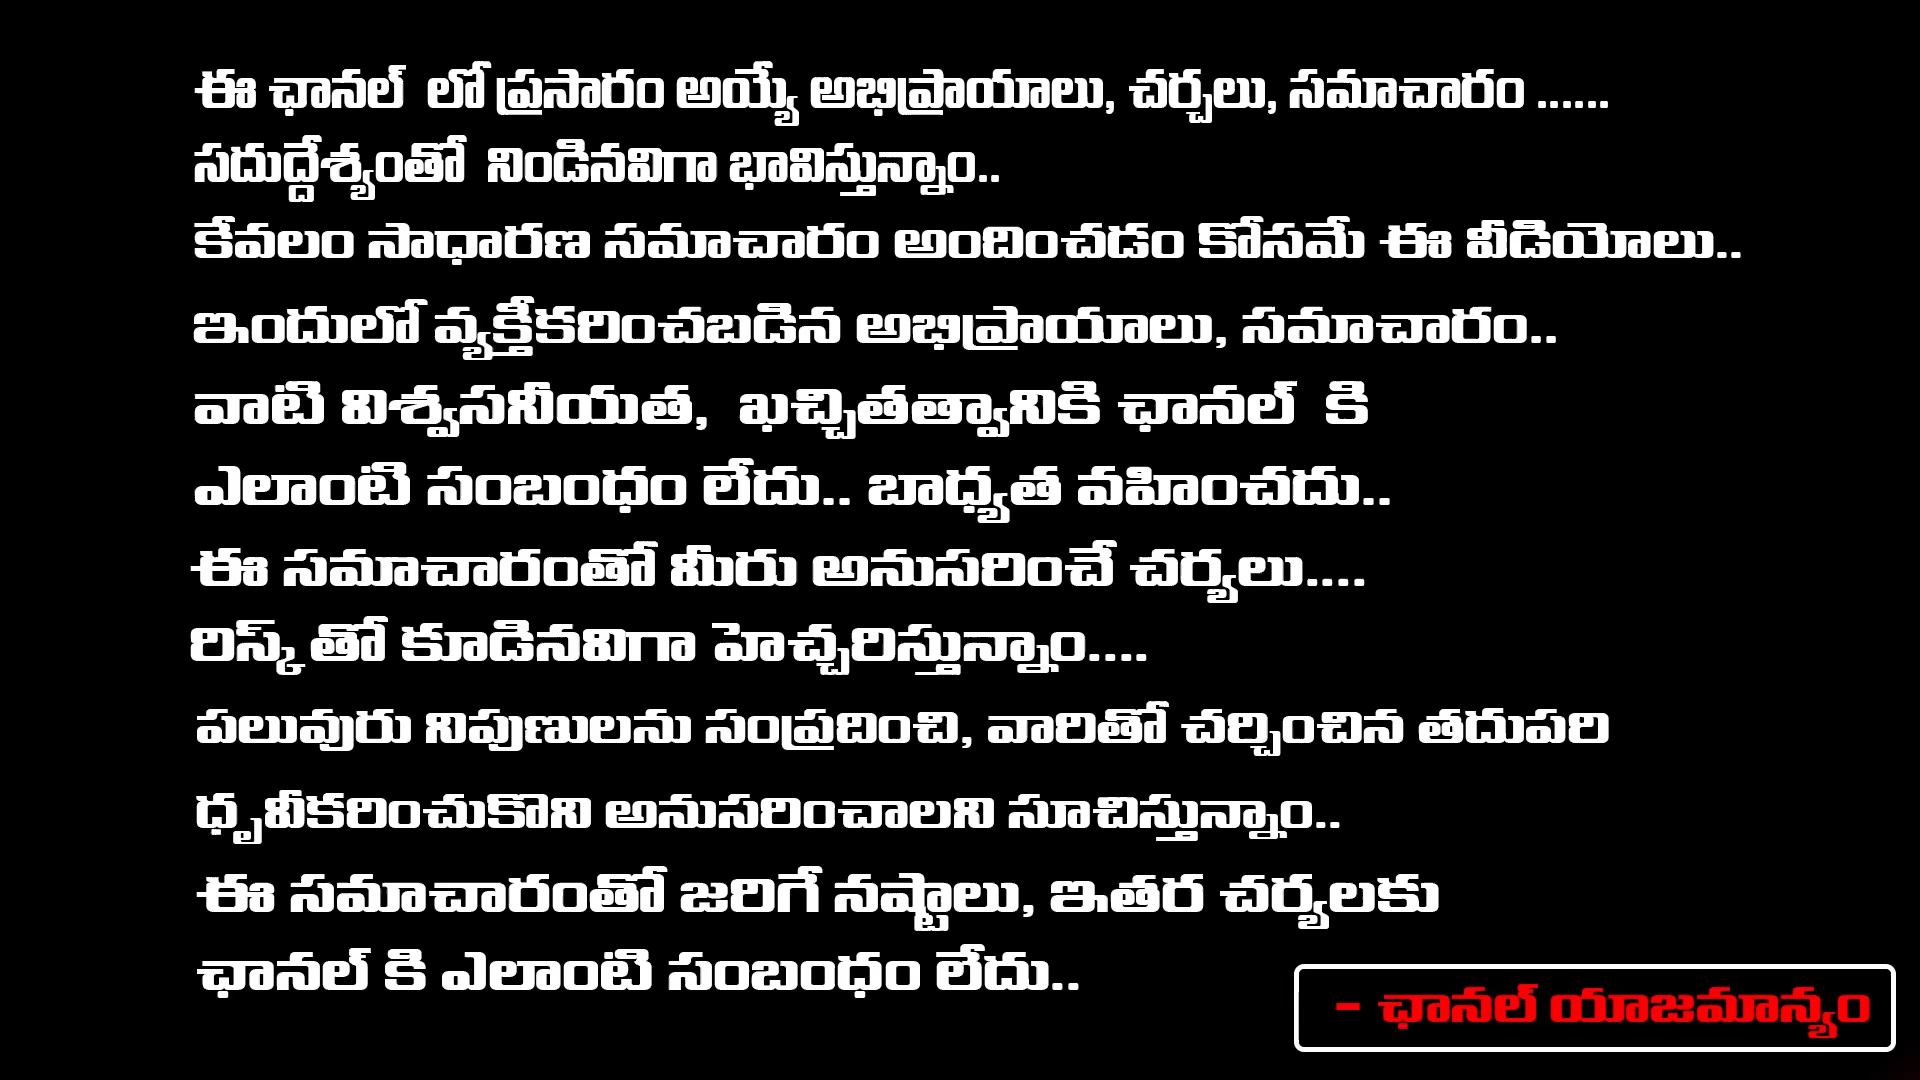 ఈ ఛానల్ లో ప్రసారం అయ్యే అభిప్రాయాలు, చర్చలు, సమాచారం ......
సదుద్దేశ్యంతో నిండినవిగా భావిస్తున్నాం..
కేవలం సాధారణ సమాచారం అందించడం కోసమే ఈ వీడియోలు..
ఇందులో వ్యక్తీకరించబడిన అభిప్రాయాలు, సమాచారం..
వాటి విశ్వసనీయత, ఖచ్చితత్వానికి ఛానల్ కి
ఎలాంటి సంబంధం లేదు.. బాధ్యత వహించదు..
ఈ సమాచారంతో మీరు అనుసరించే చర్యలు....
రిస్క్ తో కూడినవిగా హెచ్చరిస్తున్నాం....
పలువురు నిపుణులను సంప్రదించి, వారితో చర్చించిన తదుపరి
ధృవీకరించుకొని అనుసరించాలని సూచిస్తున్నాం..
ఈ సమాచారంతో జరిగే నష్టాలు, ఇతర చర్యలకు
ఛానల్ కి ఎలాంటి సంబంధం లేదు..
- ఛానల్ యాజమాన్యం